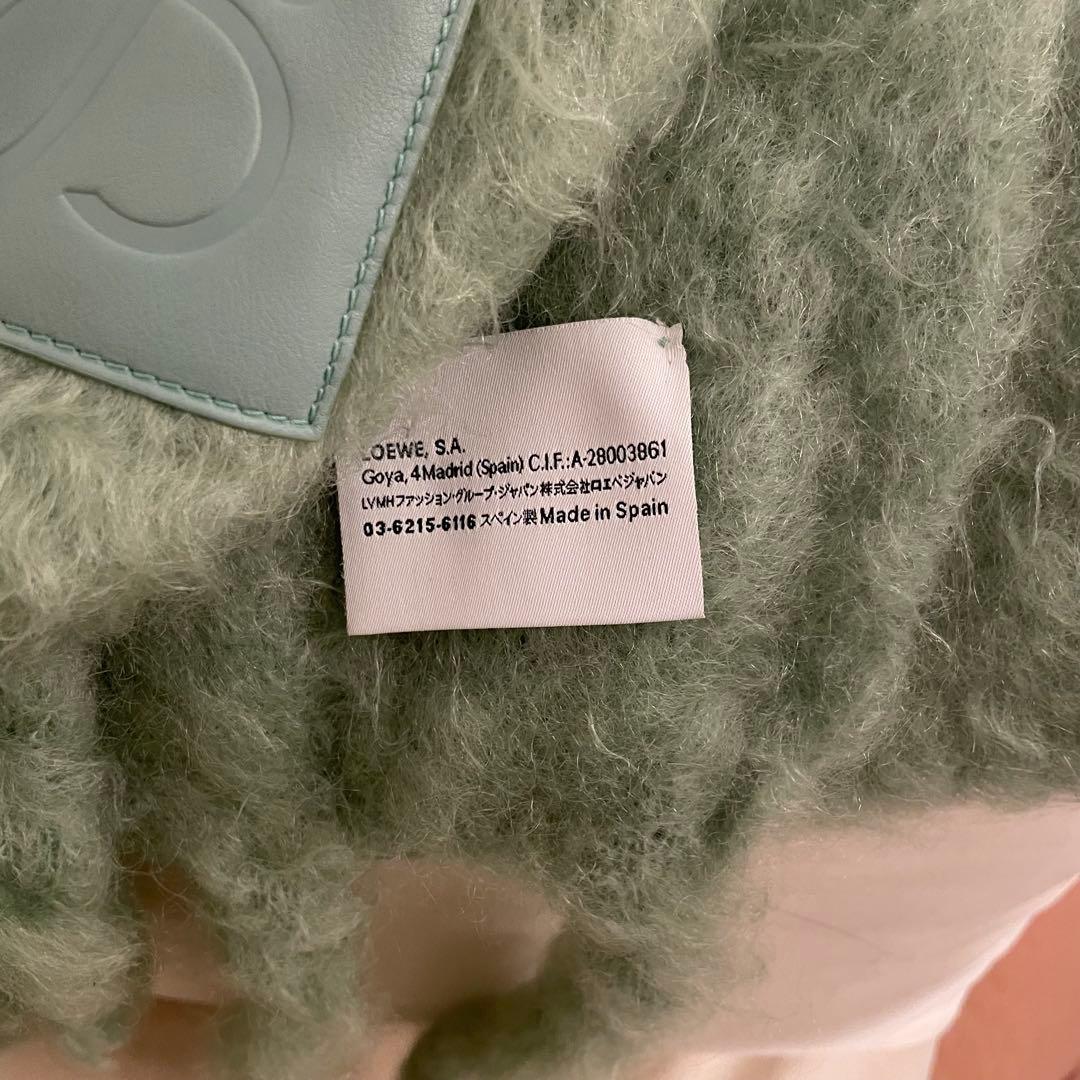 LOEWE, S.A.
Goya, 4 Madrid (Spain) C.I.F.:A-28003861
LVMHファッション・グループ・ジャパン株式会社ロエベジャパン
03-6215-6116 スペイン製 Made in Spain